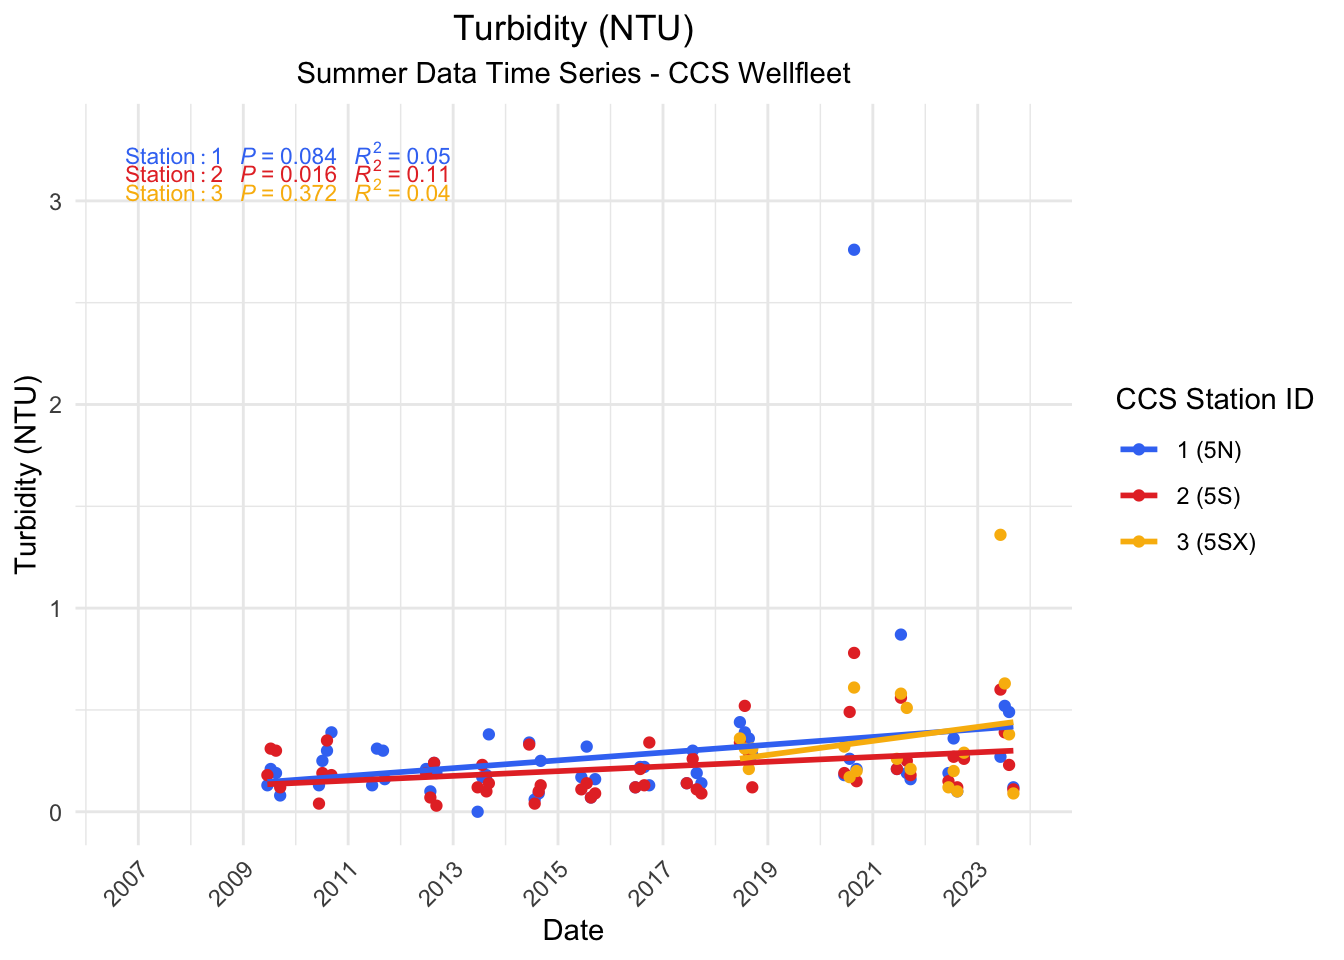 Turbidity (NTU)
Summer Data Time Series - CCS Wellfleet
Station : 1 P = 0.084 R² = 0.05
Station : 2 P = 0.016 R² = 0.11
Station : 3 P = 0.372 R² = 0.04
Turbidity (NTU)
3
2
1
0
2007 2009 2011 2013 2015 2017 2019 2021 2023
Date
CCS Station ID
1 (5N)
2 (5S)
3 (5SX)